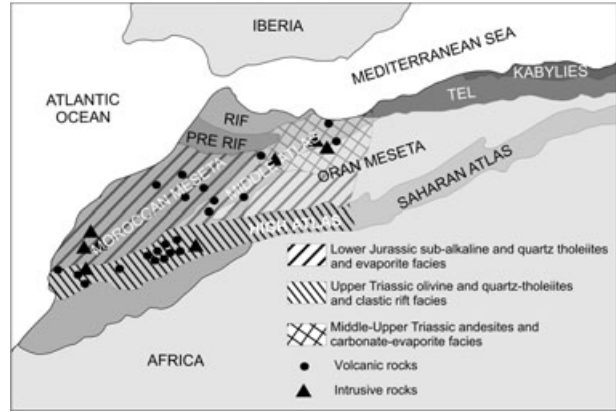 IBERIA
MEDITERRANEAN SEA
KABYLIES
TEL
ATLANTIC
OCEAN
RIF
PRE RIF
MIDDLE ATLAS
ORAN MESETA
MOROCCAN MESETA
SAHARAN ATLAS
HIGH ATLAS
Lower Jurassic sub-alkaline and quartz tholeiites
and evaporite facies
Upper Triassic olivine and quartz-tholeiites
and clastic rift facies
Middle-Upper Triassic andesites and
carbonate-evaporite facies
AFRICA
Volcanic rocks
Intrusive rocks